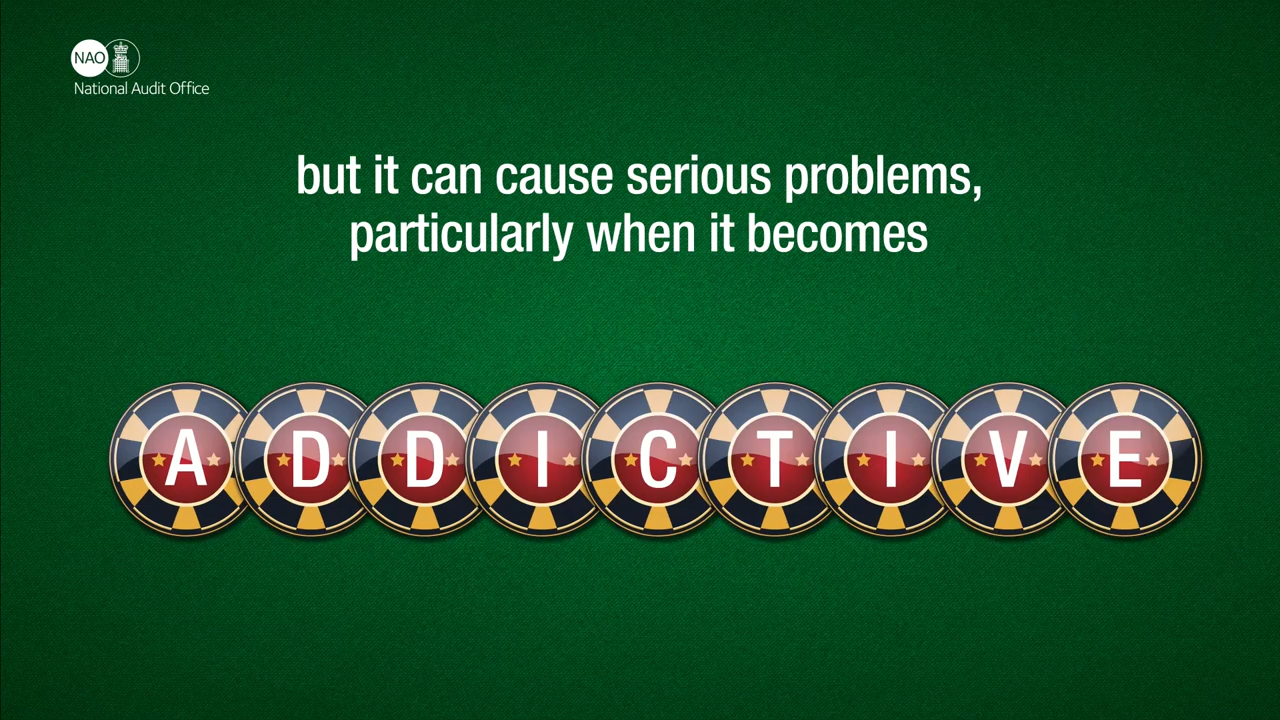 NAO
National Audit Office
but it can cause serious problems,
particularly when it becomes
ADDICTIVE